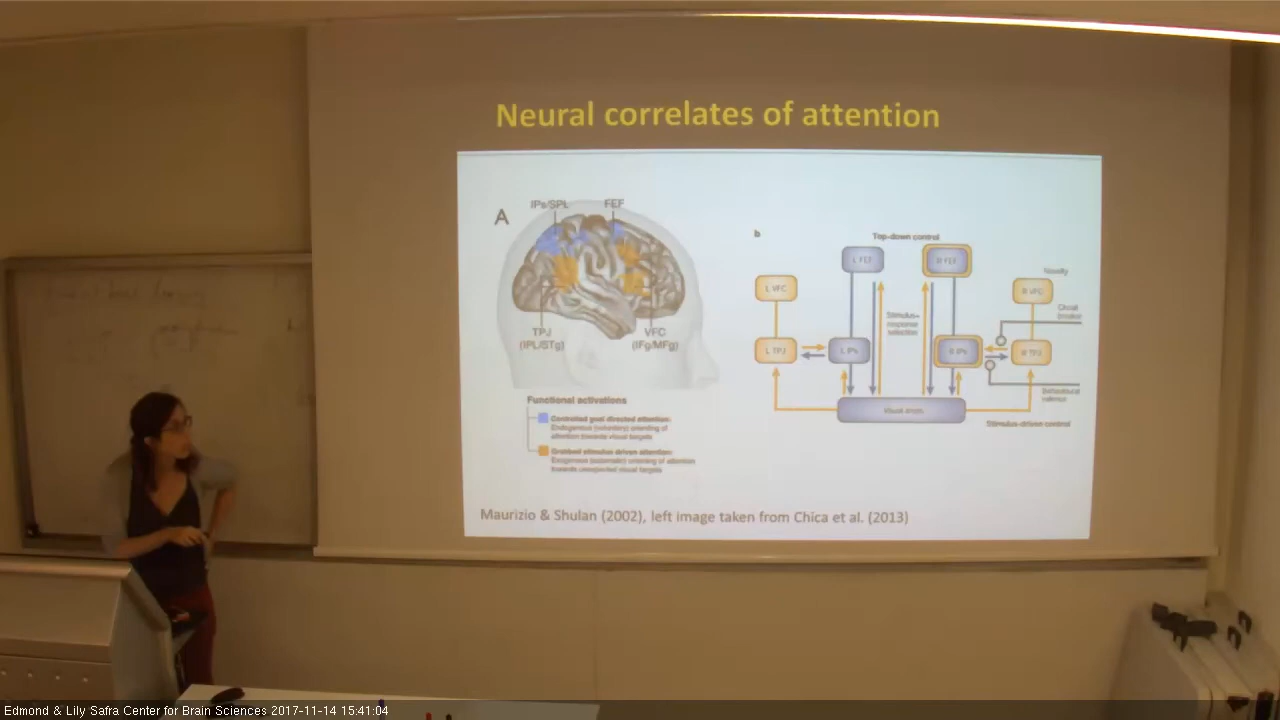 Neural correlates of attention
A
IPs/SPL
FEF
TPJ
(IPL/STg)
VFC
(IFg/MFg)
Functional activations
Controlled goal directed attention:
Endogenous (voluntary) orienting of
attention towards visual targets
Grabbed stimulus driven attention:
Exogenous (automatic) orienting of attention
towards unexpected visual targets
b
Top-down control
L FEF
R FEF
L VFC
Novelty
R VFC
Circuit
breaker
Stimulus–
response
selection
L TPJ
L IPs
R IPs
R TPJ
Behavioural
valence
Visual areas
Stimulus-driven control
Maurizio & Shulan (2002), left image taken from Chica et al. (2013)
Edmond & Lily Safra Center for Brain Sciences 2017-11-14 15:41:04